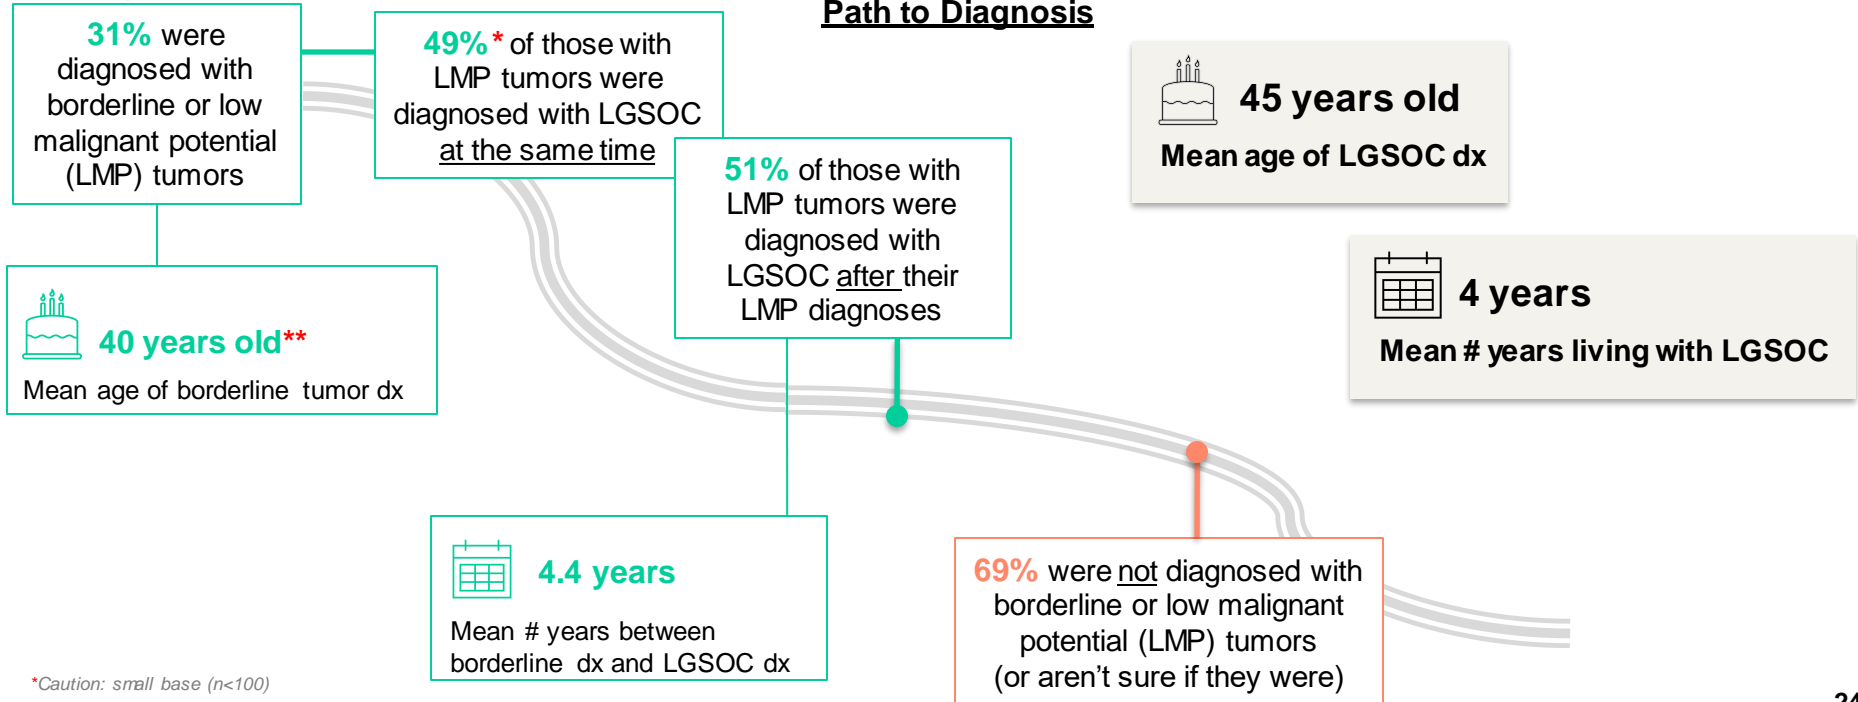 Path to Diagnosis
31% were
diagnosed with
borderline or low
malignant potential
(LMP) tumors
49%* of those with
LMP tumors were
diagnosed with LGSOC
at the same time
51% of those with
LMP tumors were
diagnosed with
LGSOC after their
LMP diagnoses
45 years old
Mean age of LGSOC dx
4 years
Mean # years living with LGSOC
40 years old**
Mean age of borderline tumor dx
4.4 years
Mean # years between
borderline dx and LGSOC dx
69% were not diagnosed with
borderline or low malignant
potential (LMP) tumors
(or aren't sure if they were)
*Caution: small base (n<100)